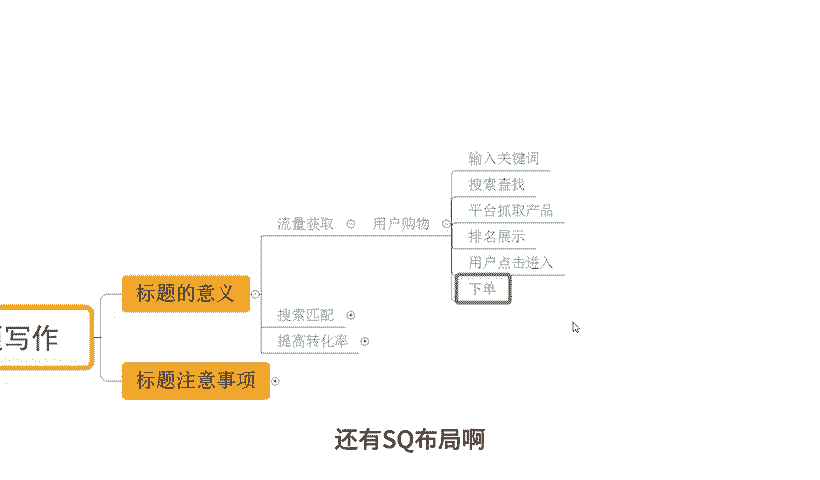 输入关键词
搜索查找
平台抓取产品
流量获取 用户购物
排名展示
用户点击进入
标题的意义
下单
搜索匹配
写作
提高转化率
标题注意事项
还有SQ布局啊